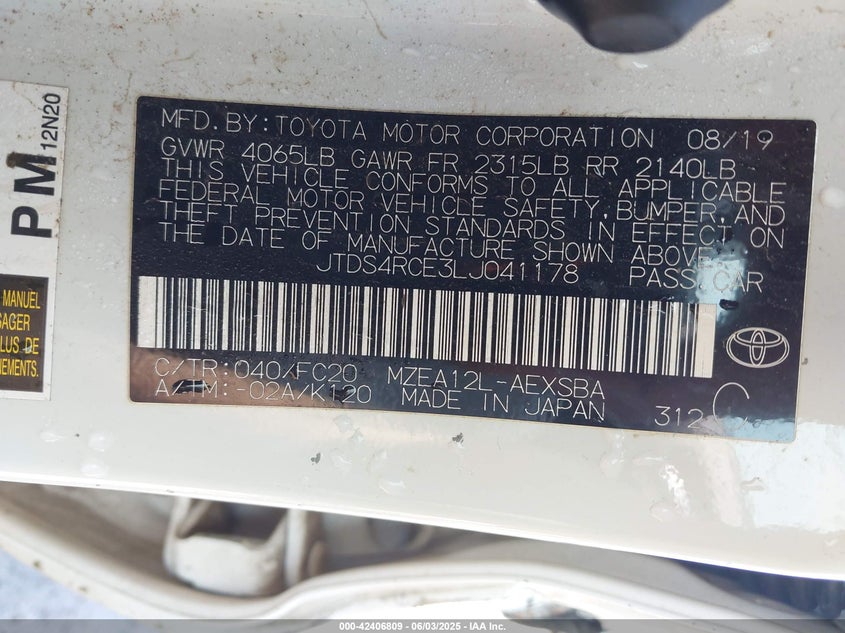 MFD.BY:TOYOTA MOTOR CORPORATION 08/19
GVWR 4065LB GAWR FR 2315LB RR 2140LB
THIS VEHICLE CONFORMS TO ALL APPLICABLE
FEDERAL MOTOR VEHICLE SAFETY, BUMPER, AND
THEFT PREVENTION STANDARDS IN EFFECT ON
THE DATE OF MANUFACTURE SHOWN ABOVE.
JTDS4RCE3LJ041178 PASS. CAR
C/TR:040/FC20 MZEA12L-AEXSBA
A/TM:-02A/K120 MADE IN JAPAN 312 C
PM
12N20
MANUEL
SAGER
LUS DE
NEMENTS.
000-42406809 - 06/03/2025 - IAA Inc.